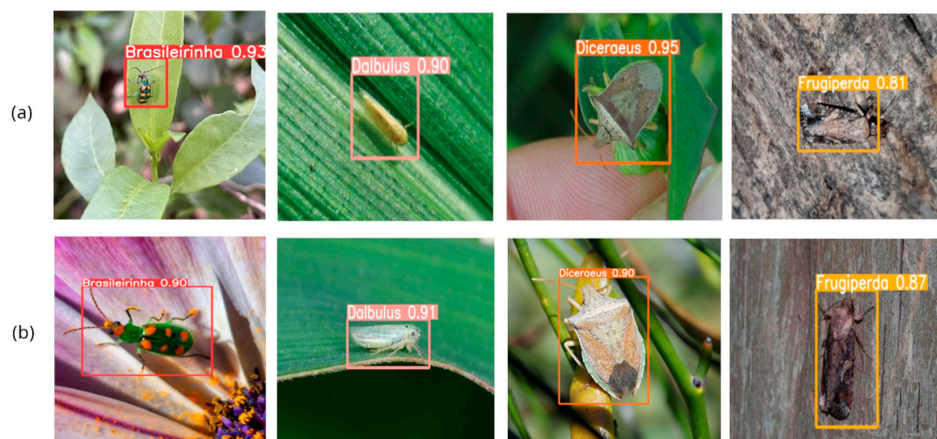 (a)
Brasileirinha 0.93
Dalbulus 0.90
Diceraeus 0.95
Frugiperda 0.81
(b)
Brasileirinha 0.90
Dalbulus 0.91
Diceraeus 0.90
Frugiperda 0.87